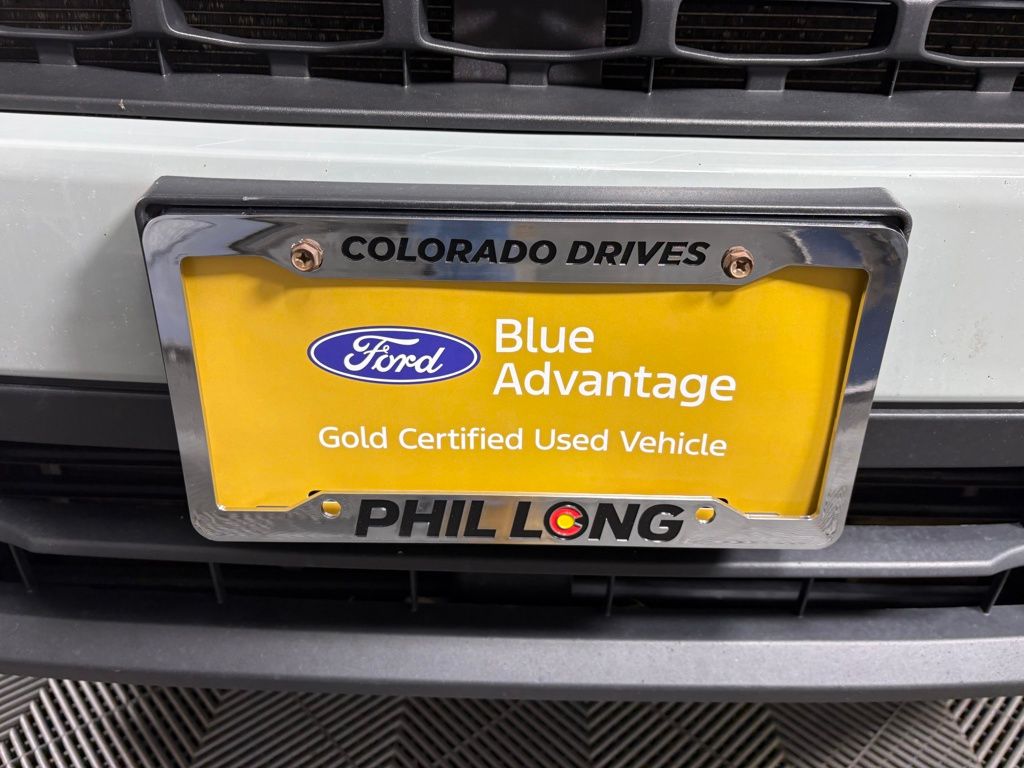 COLORADO DRIVES
Ford
Blue
Advantage
Gold Certified Used Vehicle
PHIL LONG